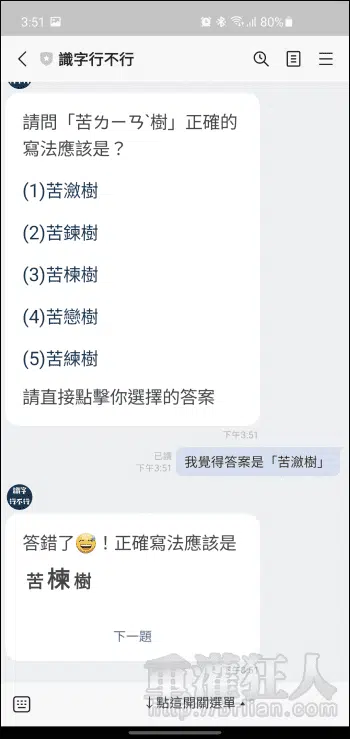 3:51
80%
識字行不行
請問「苦ㄌㄧㄢˋ樹」正確的
寫法應該是？
(1)苦瀲樹
(2)苦鍊樹
(3)苦楝樹
(4)苦戀樹
(5)苦練樹
請直接點擊你選擇的答案
下午3:51
已讀
下午3:51
我覺得答案是「苦瀲樹」
識字
行不行
答錯了😅！正確寫法應該是
苦楝樹
下一題
重灌狂人
↓點這開關選單
http://briian.com